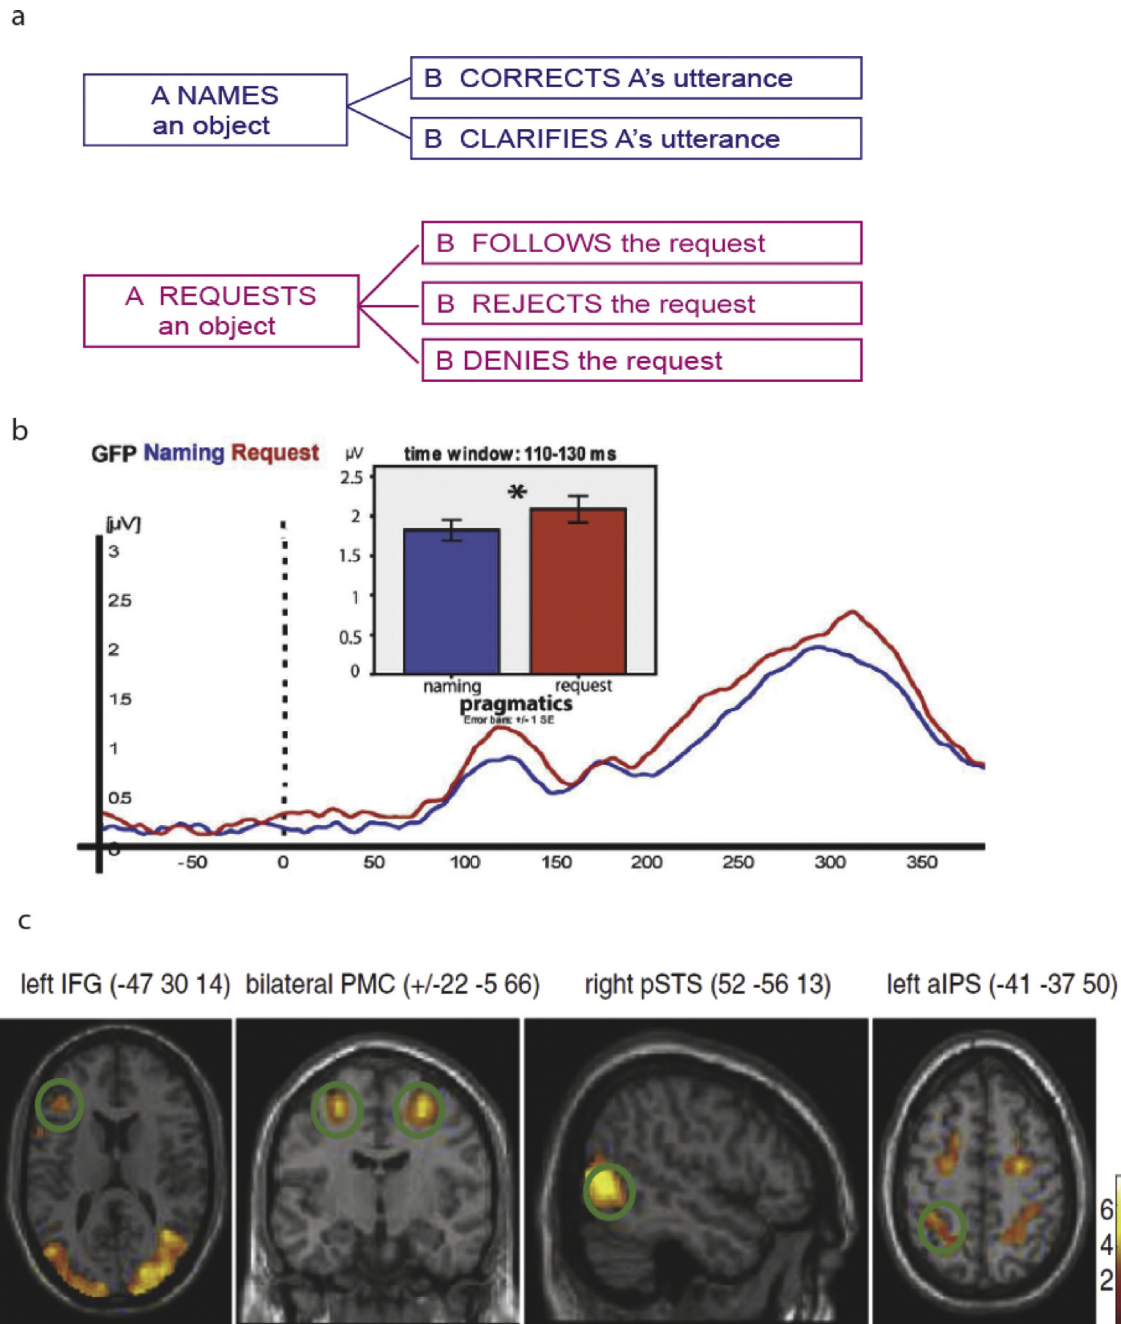 a
A NAMES
an object
B CORRECTS A's utterance
B CLARIFIES A's utterance
A REQUESTS
an object
B FOLLOWS the request
B REJECTS the request
B DENIES the request
b
GFP Naming Request
µV time window: 110-130 ms
2.5
2
1.5
1
0.5
0
*
naming request
pragmatics
Error bars: +/- 1 SE
[µV]
3
25
2
15
1
05
0
-50 0 50 100 150 200 250 300 350
c
left IFG (-47 30 14) bilateral PMC (+/-22 -5 66) right pSTS (52 -56 13) left aIPS (-41 -37 50)
6
4
2